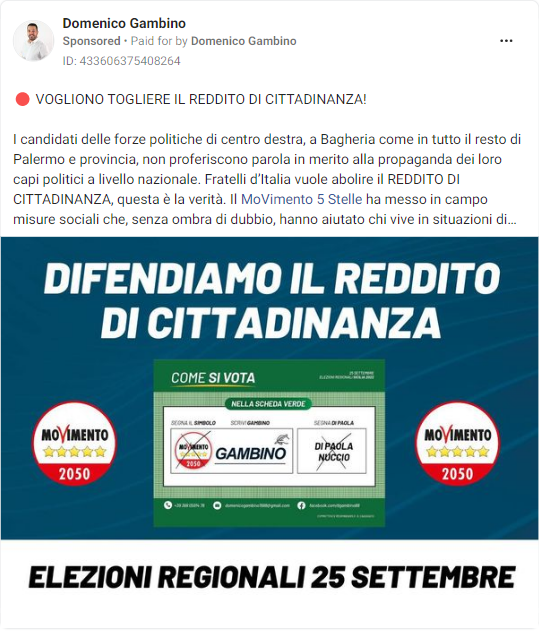 Domenico Gambino
Sponsored • Paid for by Domenico Gambino
ID: 433606375408264
🔴 VOGLIONO TOGLIERE IL REDDITO DI CITTADINANZA!
I candidati delle forze politiche di centro destra, a Bagheria come in tutto il resto di
Palermo e provincia, non proferiscono parola in merito alla propaganda dei loro
capi politici a livello nazionale. Fratelli d’Italia vuole abolire il REDDITO DI
CITTADINANZA, questa è la verità. Il MoVimento 5 Stelle ha messo in campo
misure sociali che, senza ombra di dubbio, hanno aiutato chi vive in situazioni di…
DIFENDIAMO IL REDDITO
DI CITTADINANZA
COME SI VOTA
25 SETTEMBRE
ELEZIONI REGIONALI
NELLA SCHEDA VERDE
SEGNA IL SIMBOLO SCRIVI GAMBINO SEGNA DI PAOLA
MOVIMENTO
2050
GAMBINO
DI PAOLA
NUCCIO
MOVIMENTO
2050
MOVIMENTO
2050
ELEZIONI REGIONALI 25 SETTEMBRE